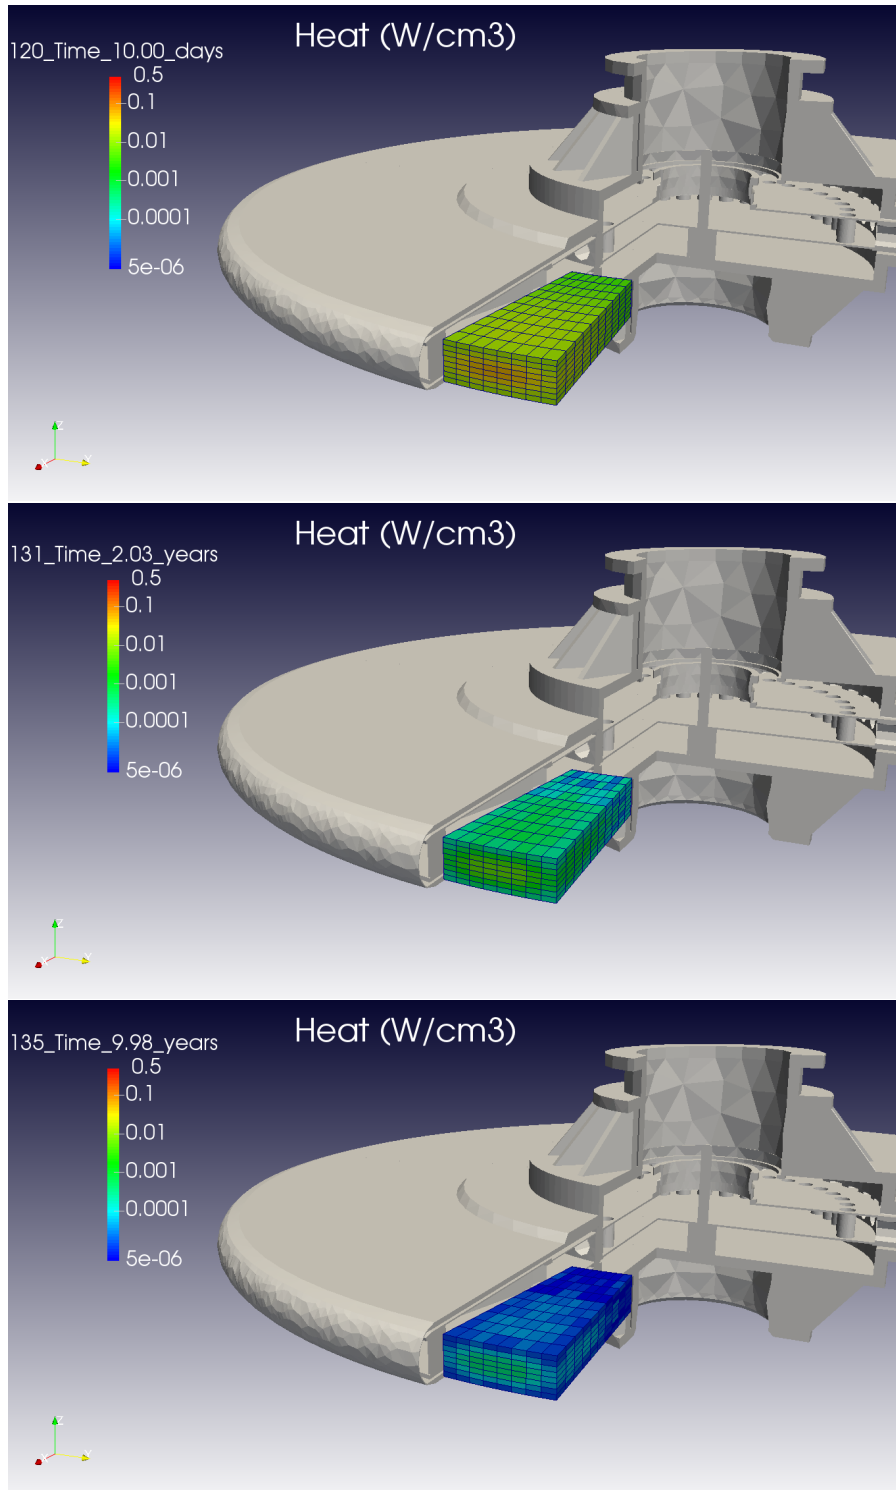 Heat (W/cm3)
120_Time_10.00_days
0.5
0.1
0.01
0.001
0.0001
5e-06
Z
X
Y
Heat (W/cm3)
131_Time_2.03_years
0.5
0.1
0.01
0.001
0.0001
5e-06
Z
X
Y
Heat (W/cm3)
135_Time_9.98_years
0.5
0.1
0.01
0.001
0.0001
5e-06
Z
X
Y